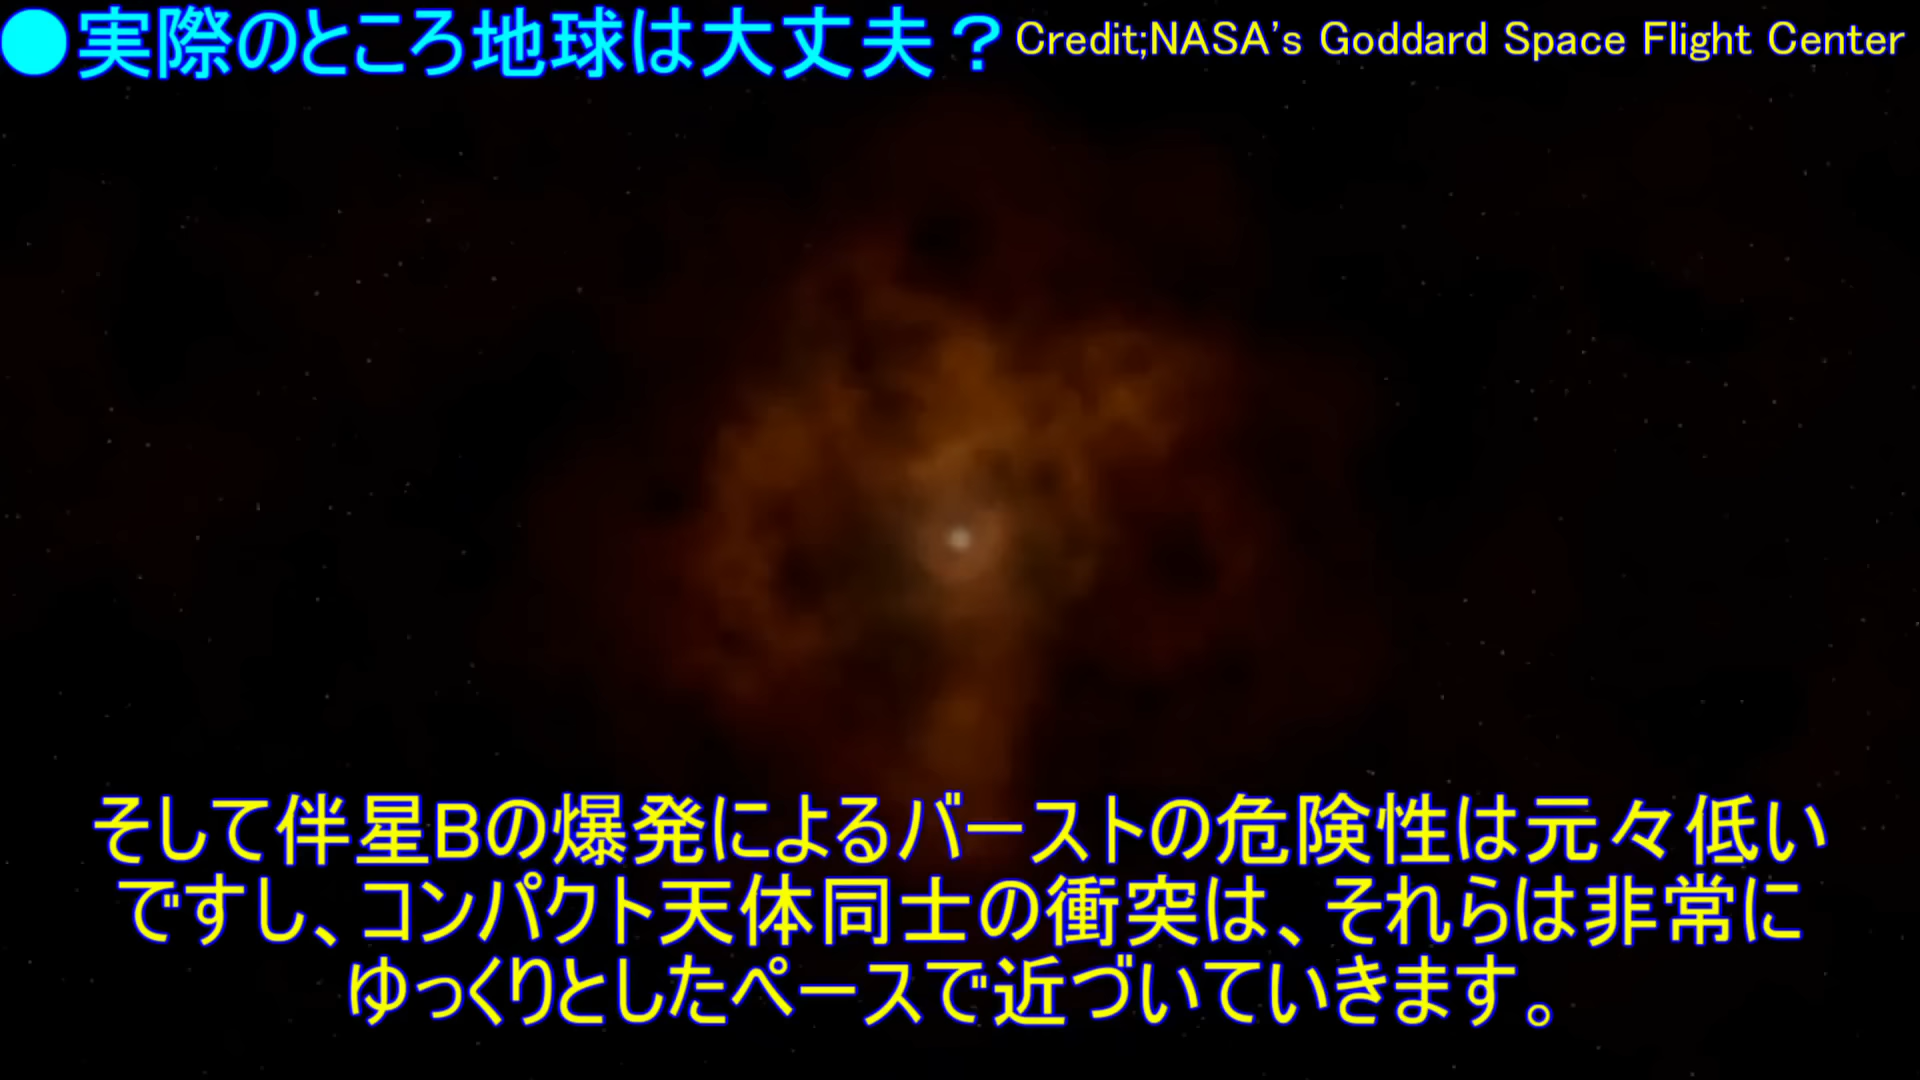 ●実際のところ地球は大丈夫？
Credit;NASA's Goddard Space Flight Center
そして伴星Bの爆発によるバーストの危険性は元々低い
ですし、コンパクト天体同士の衝突は、それらは非常に
ゆっくりとしたペースで近づいていきます。